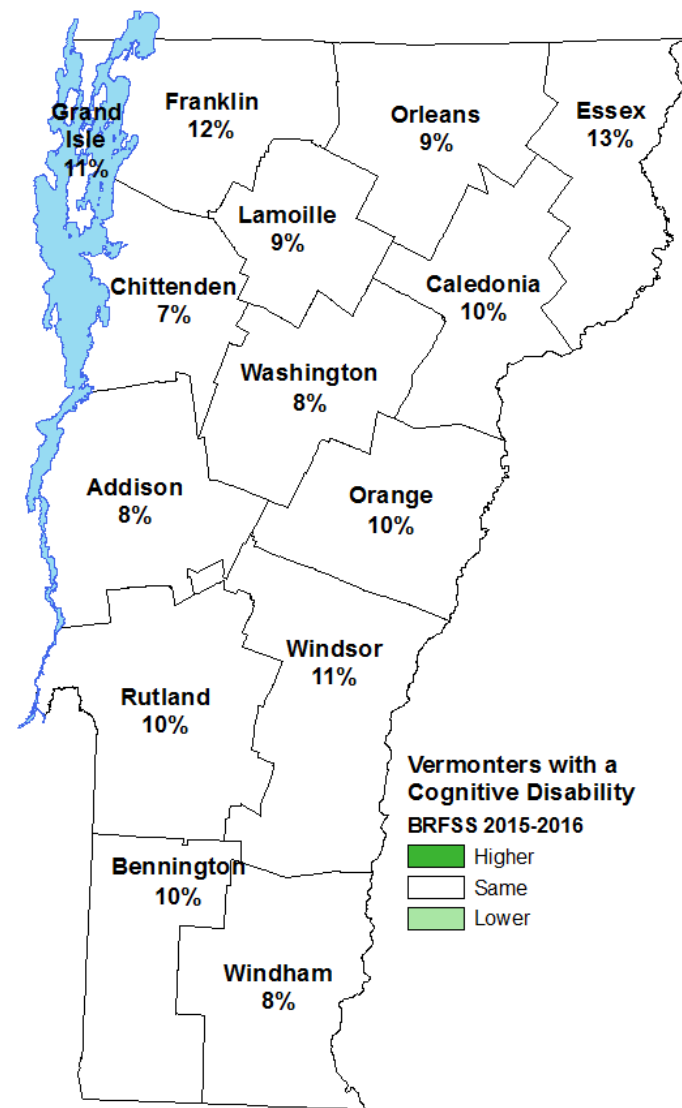 Grand
Isle
11%
Franklin
12%
Orleans
9%
Essex
13%
Lamoille
9%
Chittenden
7%
Caledonia
10%
Washington
8%
Addison
8%
Orange
10%
Windsor
11%
Rutland
10%
Bennington
10%
Windham
8%
Vermonters with a
Cognitive Disability
BRFSS 2015-2016
Higher
Same
Lower